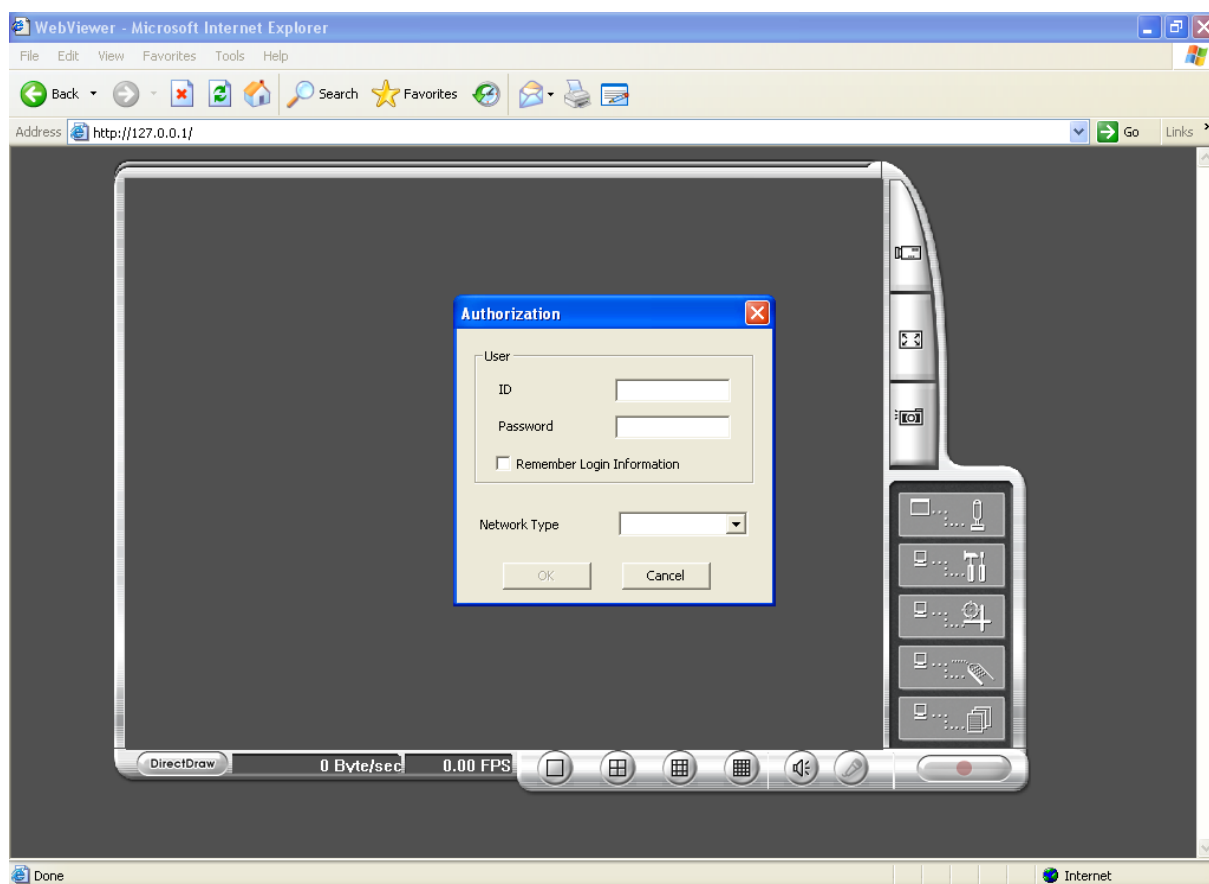 WebViewer - Microsoft Internet Explorer
File Edit View Favorites Tools Help
Back Search Favorites
Address http://127.0.0.1/ Go Links
Authorization
User
ID
Password
Remember Login Information
Network Type
OK Cancel
DirectDraw 0 Byte/sec 0.00 FPS
Done Internet